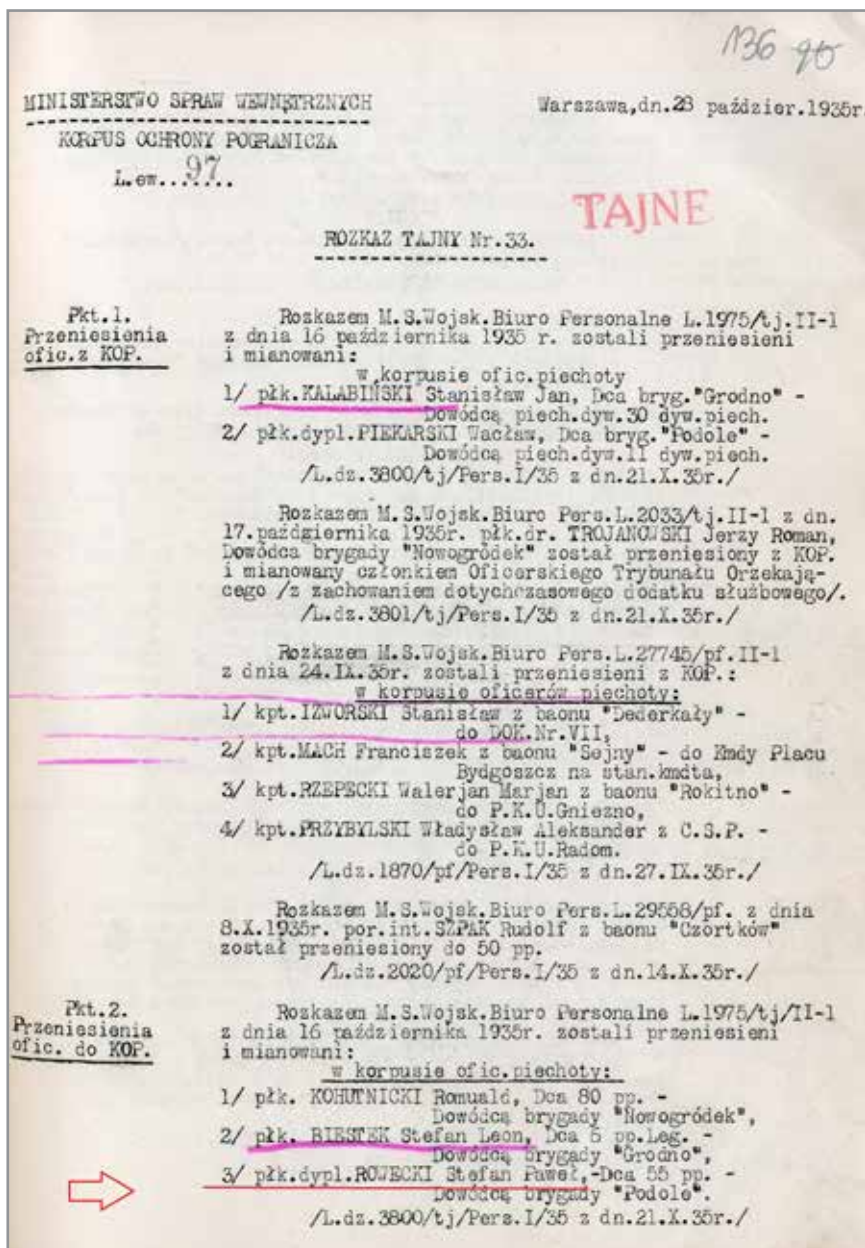 136 90
MINISTERSTWO SPRAW WEWNĘTRZNYCH
Warszawa,dn.28 paździer.1935r.
KORPUS OCHRONY POGRANICZA
L.ew...97..
TAJNE
ROZKAZ TAJNY Nr.33.
Pkt.1.
Przeniesienia
ofic.z KOP.
Rozkazem M.S.Wojsk.Biuro Personalne L.1975/tj.II-1
z dnia 16 października 1935 r. zostali przeniesieni
i mianowani:
w korpusie ofic.piechoty
1/ płk.KALABIŃSKI Stanisław Jan, Dca bryg."Grodno" -
Dowódcą piech.dyw.30 dyw.piech.
2/ płk.dypl.PIEKARSKI Wacław, Dca bryg."Podole" -
Dowódcą piech.dyw.11 dyw.piech.
/L.dz.3800/tj/Pers.I/35 z dn.21.X.35r./
Rozkazem M.S.Wojsk.Biuro Pers.L.2033/tj.II-1 z dn.
17.października 1935r. płk.dr. TROJANOWSKI Jerzy Roman,
Dowódca brygady "Nowogródek" został przeniesiony z KOP.
i mianowany członkiem Oficerskiego Trybunału Orzekają-
cego /z zachowaniem dotychczasowego dodatku służbowego/.
/L.dz.3801/tj/Pers.I/35 z dn.21.X.35r./
Rozkazem M.S.Wojsk.Biuro Pers.L.27745/pf.II-1
z dnia 24.IX.35r. zostali przeniesieni z KOP.:
w korpusie oficerów piechoty:
1/ kpt.IZWORSKI Stanisław z baonu "Dederkały" -
do DOK.Nr.VII,
2/ kpt.MACH Franciszek z baonu "Sejny" - do Kmdy Placu
Bydgoszcz na stan.kmdta,
3/ kpt.RZEPECKI Walerjan Marjan z baonu "Rokitno" -
do P.K.U.Gniezno,
4/ kpt.PRZYBYLSKI Władysław Aleksander z C.S.P. -
do P.K.U.Radom.
/L.dz.1870/pf/Pers.I/35 z dn.27.IX.35r./
Rozkazem M.S.Wojsk.Biuro Pers.L.29558/pf. z dnia
8.X.1935r. por.int.SZPAK Rudolf z baonu "Czortków"
został przeniesiony do 50 pp.
/L.dz.2020/pf/Pers.I/35 z dn.14.X.35r./
Pkt.2.
Przeniesienia
ofic. do KOP.
Rozkazem M.S.Wojsk.Biuro Personalne L.1975/tj/II-1
z dnia 16 października 1935r. zostali przeniesieni
i mianowani:
w korpusie ofic.piechoty:
1/ płk. KOHUTNICKI Romuald, Dca 80 pp. -
Dowódcą brygady "Nowogródek",
2/ płk. BIESTEK Stefan Leon, Dca 6 pp.Leg. -
Dowódcą brygady "Grodno",
3/ płk.dypl.ROWECKI Stefan Paweł,-Dca 55 pp. -
Dowódcą brygady "Podole".
/L.dz.3800/tj/Pers.I/35 z dn.21.X.35r./